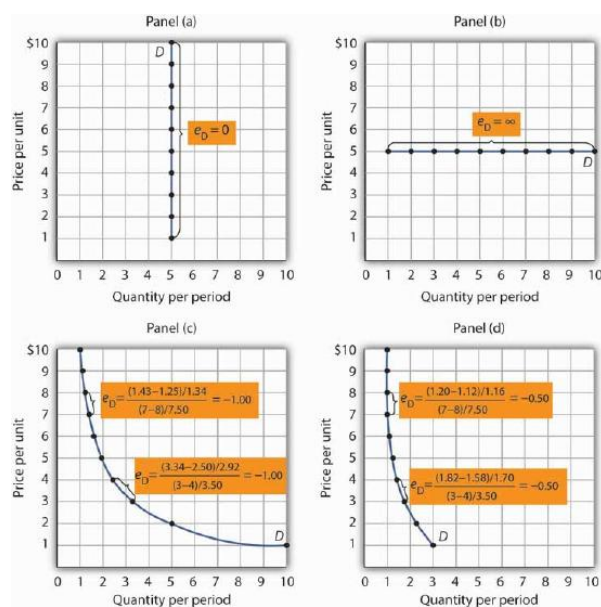 Panel (a)
Price per unit
$10
9
8
7
6
5
4
3
2
1
D
e_D = 0
0 1 2 3 4 5 6 7 8 9 10
Quantity per period
Panel (b)
Price per unit
$10
9
8
7
6
5
4
3
2
1
e_D = ∞
D
0 1 2 3 4 5 6 7 8 9 10
Quantity per period
Panel (c)
Price per unit
$10
9
8
7
6
5
4
3
2
1
e_D = (1.43−1.25)/1.34 / (7−8)/7.50 = −1.00
e_D = (3.34−2.50)/2.92 / (3−4)/3.50 = −1.00
D
0 1 2 3 4 5 6 7 8 9 10
Quantity per period
Panel (d)
Price per unit
$10
9
8
7
6
5
4
3
2
1
e_D = (1.20−1.12)/1.16 / (7−8)/7.50 = −0.50
e_D = (1.82−1.58)/1.70 / (3−4)/3.50 = −0.50
D
0 1 2 3 4 5 6 7 8 9 10
Quantity per period